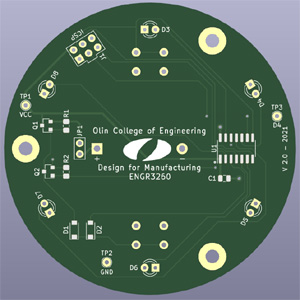 ICSP
J1
D3
D8
D4
TP1
VCC
TP3
D4
R1
Q1
JP1
Olin College of Engineering
+
-
U1
Q2
R2
Design for Manufacturing
ENGR3260
C1
V 2.0 - 2021
D7
D5
D1
D2
TP2
GND
D6